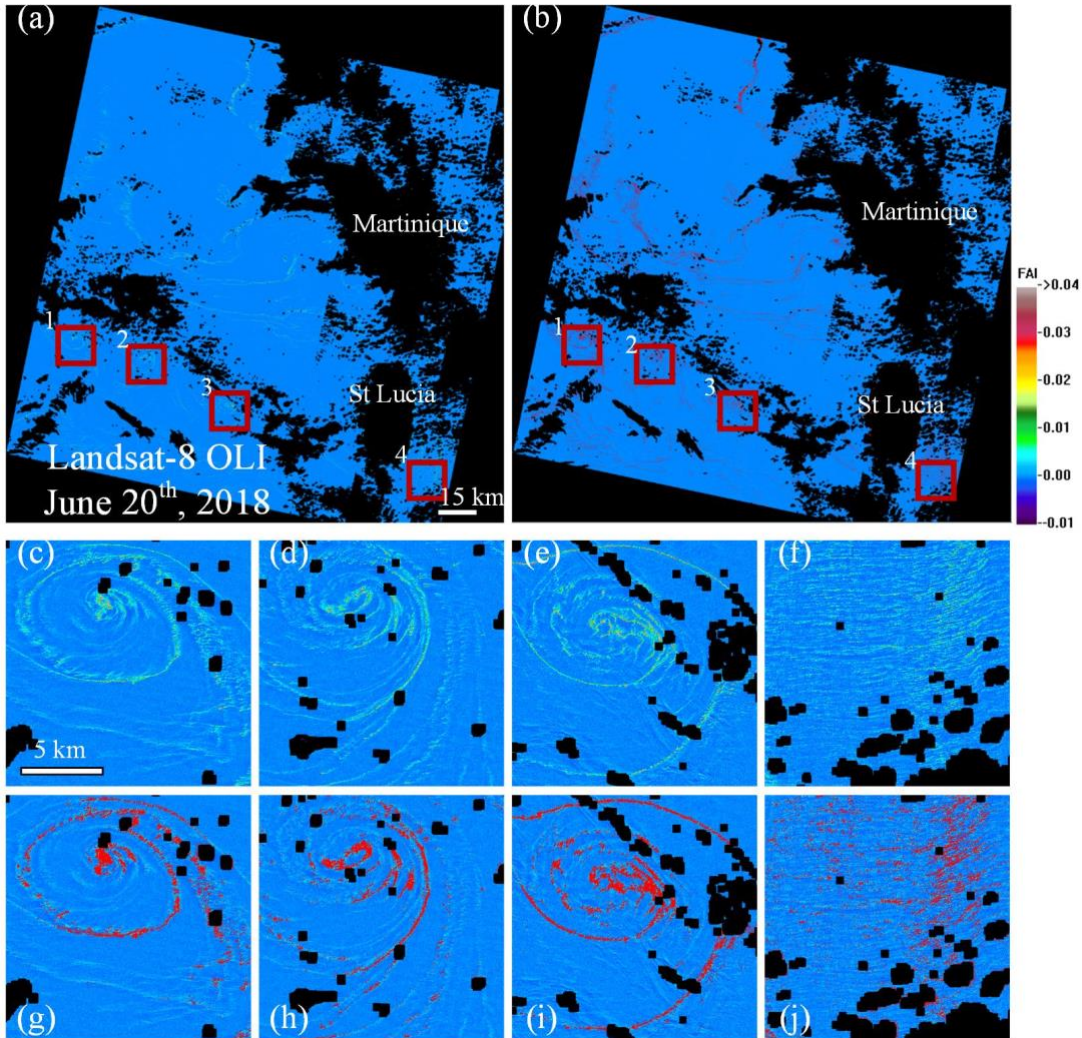 (a)
(b)
Martinique
Martinique
FAI
->0.04
-0.03
-0.02
-0.01
-0.00
--0.01
1
2
3
4
St Lucia
1
2
3
4
St Lucia
Landsat-8 OLI
June 20th, 2018
15 km
(c)
(d)
(e)
(f)
5 km
(g)
(h)
(i)
(j)